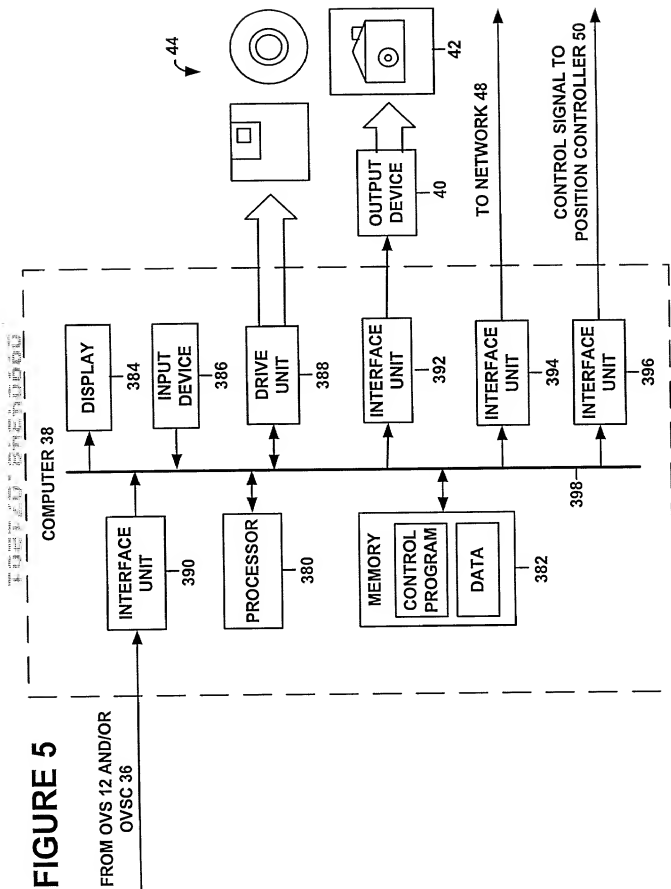 FIGURE 5
FROM OVS 12 AND/OR
OVSC 36
COMPUTER 38
INTERFACE
UNIT
390
PROCESSOR
380
MEMORY
CONTROL
PROGRAM
DATA
382
398
DISPLAY
384
INPUT
DEVICE
386
DRIVE
UNIT
388
INTERFACE
UNIT
392
INTERFACE
UNIT
394
INTERFACE
UNIT
396
44
OUTPUT
DEVICE
40
42
TO NETWORK 48
CONTROL SIGNAL TO
POSITION CONTROLLER 50